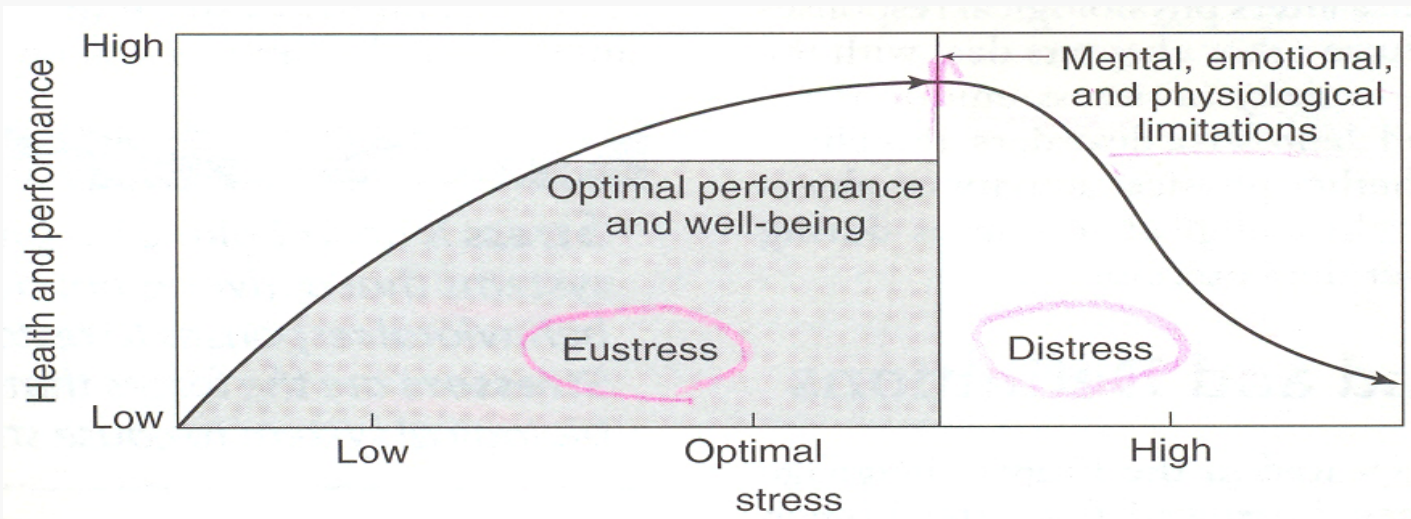 High
Mental, emotional,
and physiological
limitations
Health and performance
Optimal performance
and well-being
Eustress
Distress
Low
Low
Optimal
High
stress